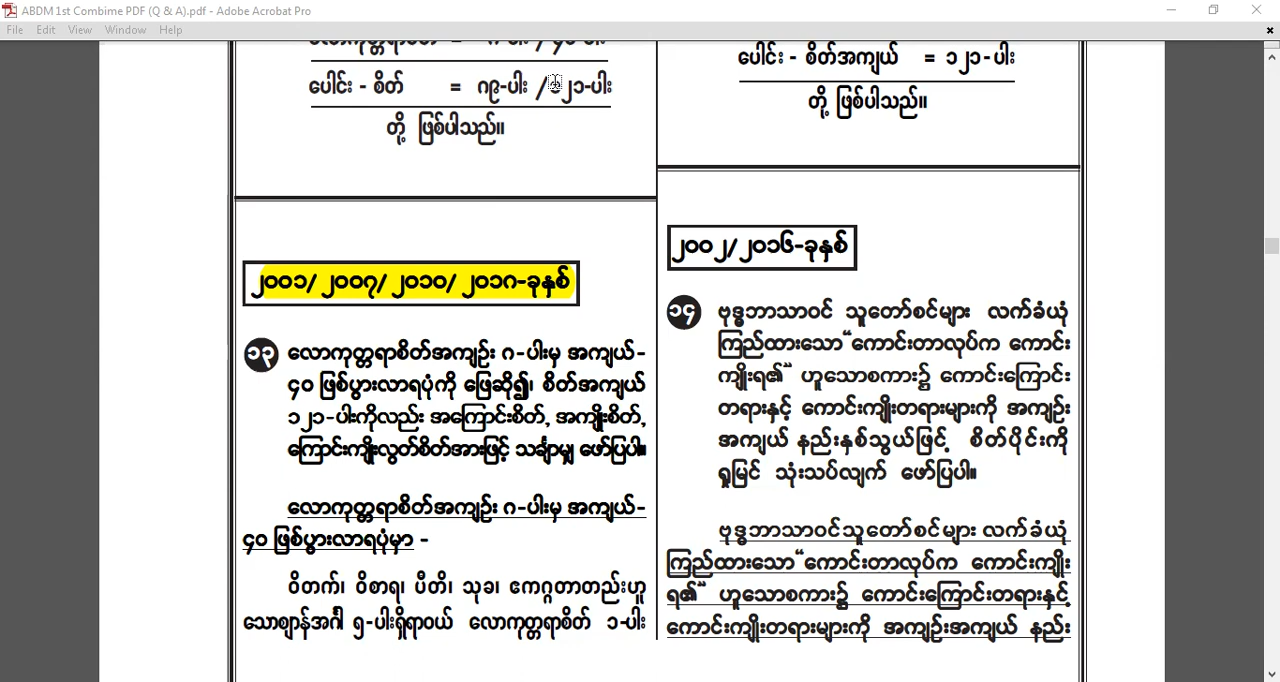 ABDM 1st Combime PDF (Q & A).pdf - Adobe Acrobat Pro
File Edit View Window Help
ပေါင်း - စိတ် = ၈၉-ပါး /၁၂၁-ပါး
တို့ ဖြစ်ပါသည်။
၂၀၀၁/၂၀၀၇/၂၀၁၀/၂၀၁၈-ခုနှစ်
၁၃ လောကုတ္တရာစိတ်အကျဉ်း ၈-ပါးမှ အကျယ်-
၄၀ ဖြစ်ပွားလာရပုံကို ဖြေဆို၍၊ စိတ်အကျယ်
၁၂၁-ပါးကိုလည်း အကြောင်းစိတ်, အကျိုးစိတ်,
ကြောင်းကျိုးလွတ်စိတ်အားဖြင့် သင်္ချာမျှ ဖော်ပြပါ။
လောကုတ္တရာစိတ်အကျဉ်း ၈-ပါးမှ အကျယ်-
၄၀ ဖြစ်ပွားလာရပုံမှာ -
ဝိတက်၊ ဝိစာရ၊ ပီတိ၊ သုခ၊ ဧကဂ္ဂတာတည်းဟူ
သောဈာန်အင်္ဂါ ၅-ပါးရှိရာဝယ် လောကုတ္တရာစိတ် ၁-ပါး
ပေါင်း - စိတ်အကျယ် = ၁၂၁-ပါး
တို့ ဖြစ်ပါသည်။
၂၀၀၂/၂၀၁၆-ခုနှစ်
၁၄ ဗုဒ္ဓဘာသာဝင် သူတော်စင်များ လက်ခံယုံ
ကြည်ထားသော“ကောင်းတာလုပ်က ကောင်း
ကျိုးရ၏” ဟူသောစကား၌ ကောင်းကြောင်း
တရားနှင့် ကောင်းကျိုးတရားများကို အကျဉ်း
အကျယ် နည်းနှစ်သွယ်ဖြင့် စိတ်ပိုင်းကို
ရှုမြင် သုံးသပ်လျက် ဖော်ပြပါ။
ဗုဒ္ဓဘာသာဝင်သူတော်စင်များ လက်ခံယုံ
ကြည်ထားသော“ကောင်းတာလုပ်က ကောင်းကျိုး
ရ၏” ဟူသောစကား၌ ကောင်းကြောင်းတရားနှင့်
ကောင်းကျိုးတရားများကို အကျဉ်းအကျယ် နည်း